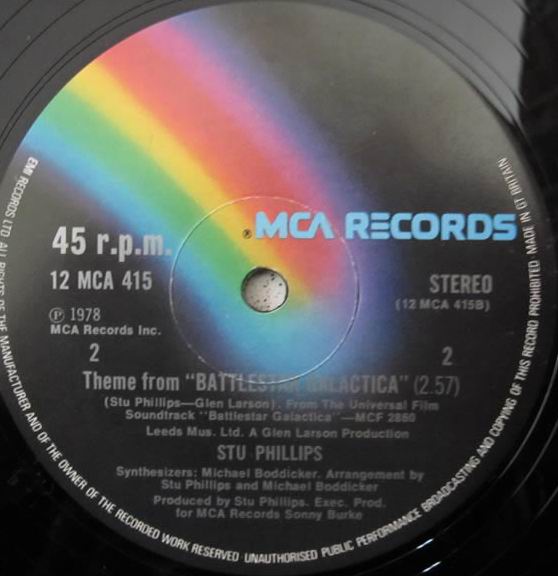 ® MCA RECORDS
45 r.p.m.
12 MCA 415
STEREO
(12 MCA 415B)
Ⓟ 1978
MCA Records Inc.
2
2
Theme from "BATTLESTAR GALACTICA" (2.57)
(Stu Phillips—Glen Larson). From The Universal Film
Soundtrack "Battlestar Galactica"—MCF 2860
Leeds Mus. Ltd. A Glen Larson Production
STU PHILLIPS
Synthesizers: Michael Boddicker. Arrangement by
Stu Phillips and Michael Boddicker
Produced by Stu Phillips. Exec. Prod.
for MCA Records Sonny Burke
EMI RECORDS LTD ALL RIGHTS OF THE MANUFACTURER AND OF THE OWNER OF THE RECORDED WORK RESERVED · UNAUTHORISED PUBLIC PERFORMANCE BROADCASTING AND COPYING OF THIS RECORD PROHIBITED MADE IN GT BRITAIN